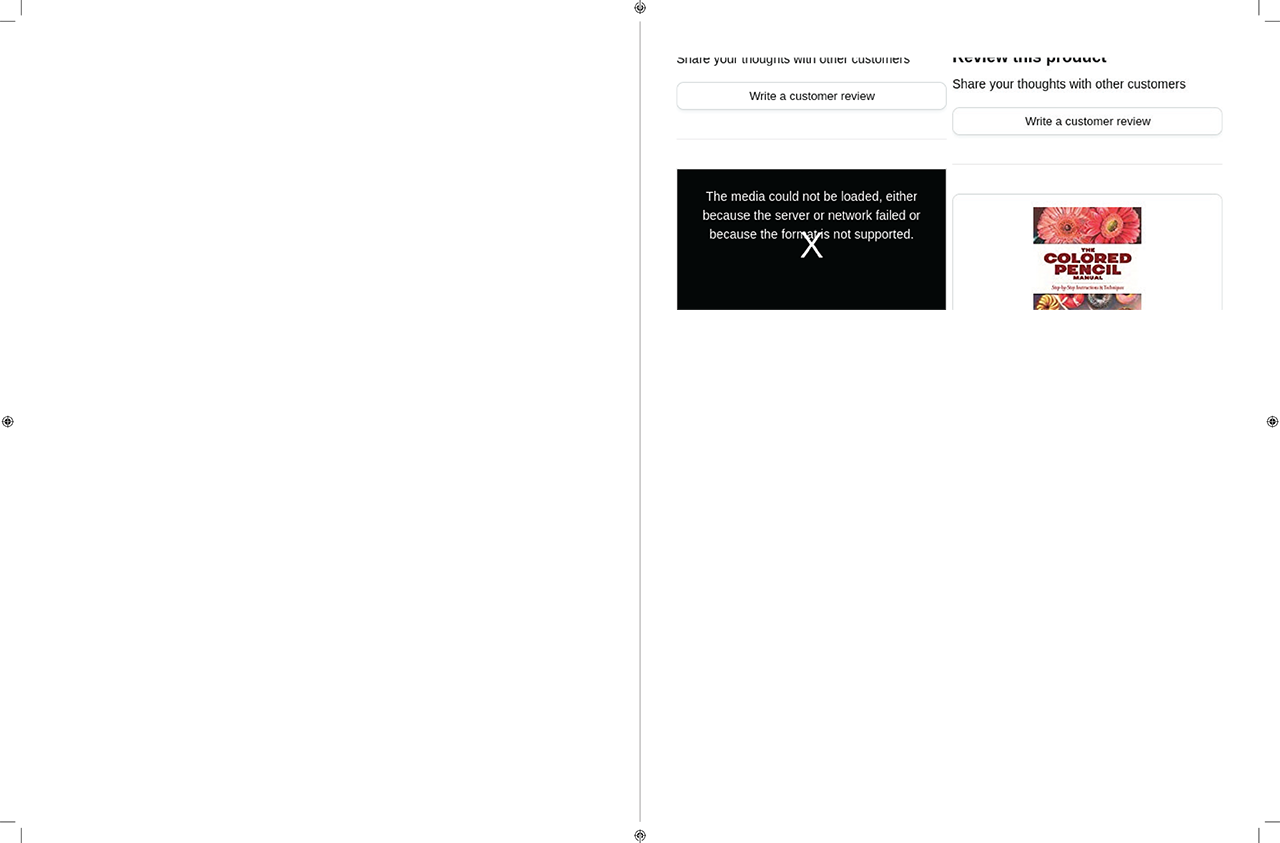 Share your thoughts with other customers
Write a customer review
The media could not be loaded, either
because the server or network failed or
because the format is not supported.
X
Review this product
Share your thoughts with other customers
Write a customer review
THE
COLORED
PENCIL
MANUAL
Step-by-Step Instructions & Techniques